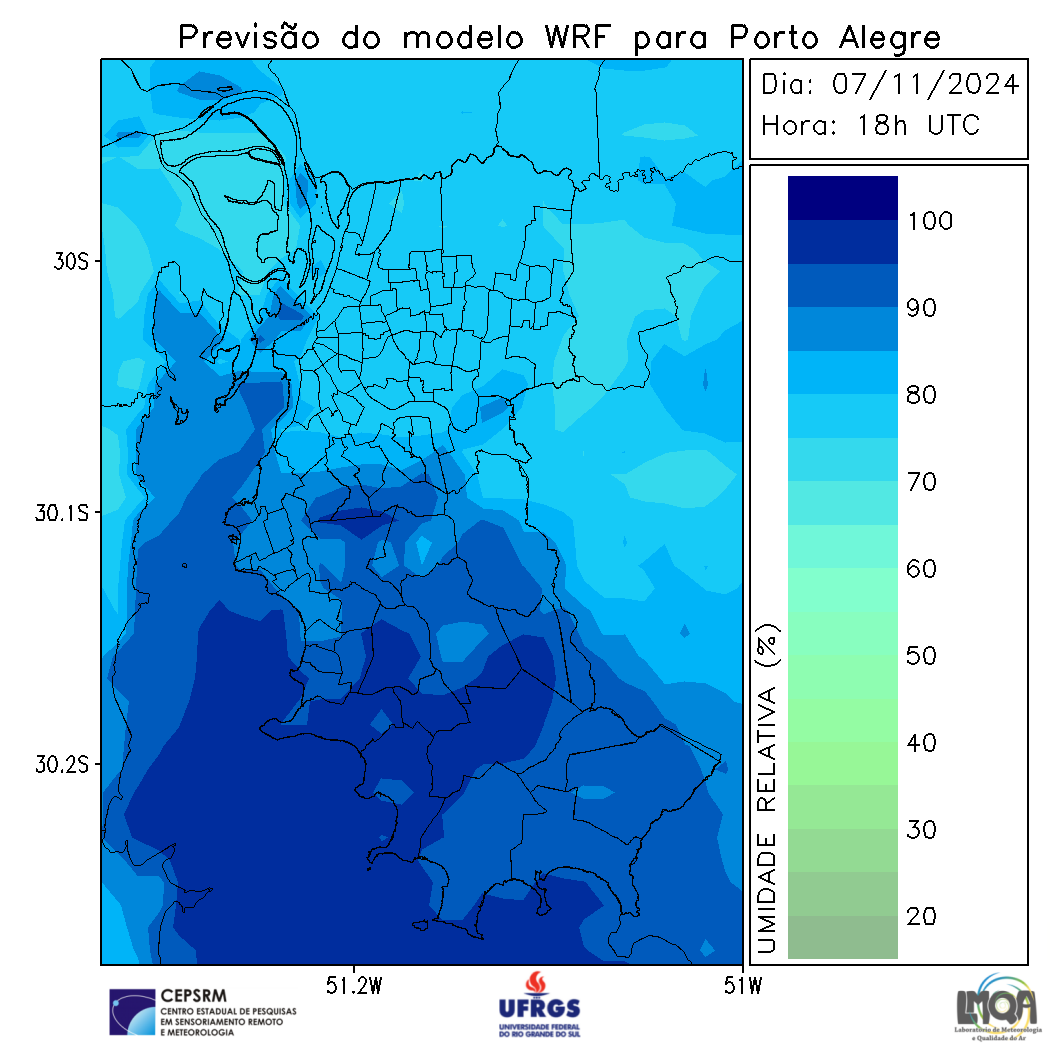 Previsão do modelo WRF para Porto Alegre
Dia: 07/11/2024
Hora: 18h UTC
30S
30.1S
30.2S
51.2W
51W
UMIDADE RELATIVA (%)
100
90
80
70
60
50
40
30
20
CEPSRM
CENTRO ESTADUAL DE PESQUISAS
EM SENSORIAMENTO REMOTO
E METEOROLOGIA
UFRGS
UNIVERSIDADE FEDERAL
DO RIO GRANDE DO SUL
LMQA
Laboratório de Meteorologia
e Qualidade do Ar